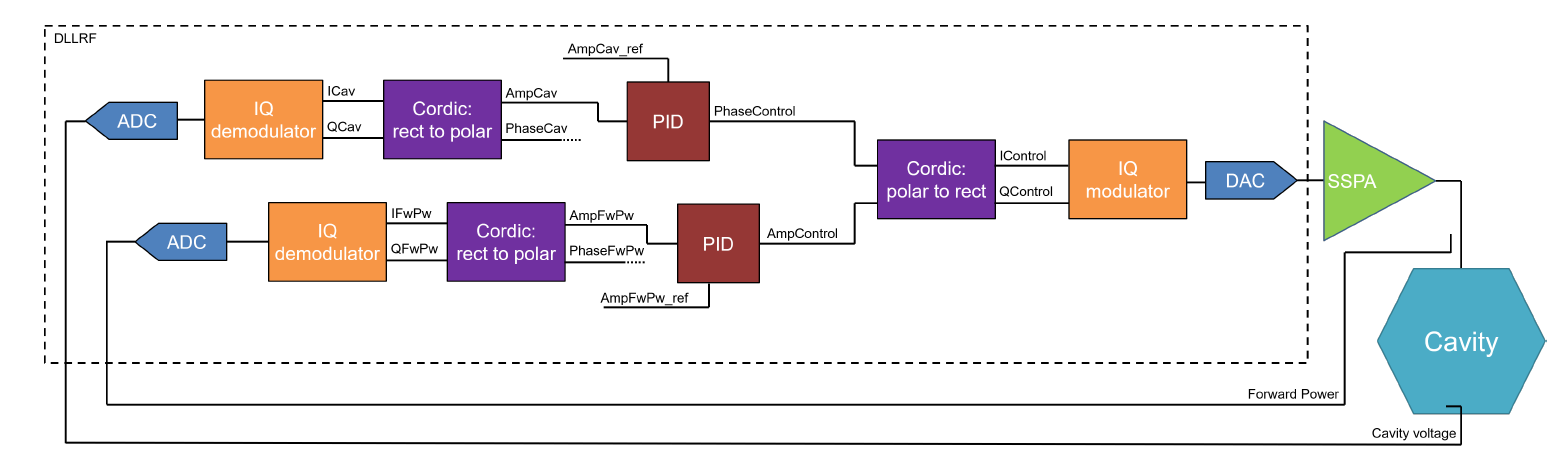 DLLRF
AmpCav_ref
ADC
IQ
demodulator
ICav
QCav
Cordic:
rect to polar
AmpCav
PhaseCav
PID
PhaseControl
Cordic:
polar to rect
IControl
QControl
IQ
modulator
DAC
SSPA
ADC
IQ
demodulator
IFwPw
QFwPw
Cordic:
rect to polar
AmpFwPw
PhaseFwPw
PID
AmpControl
AmpFwPw_ref
Cavity
Forward Power
Cavity voltage